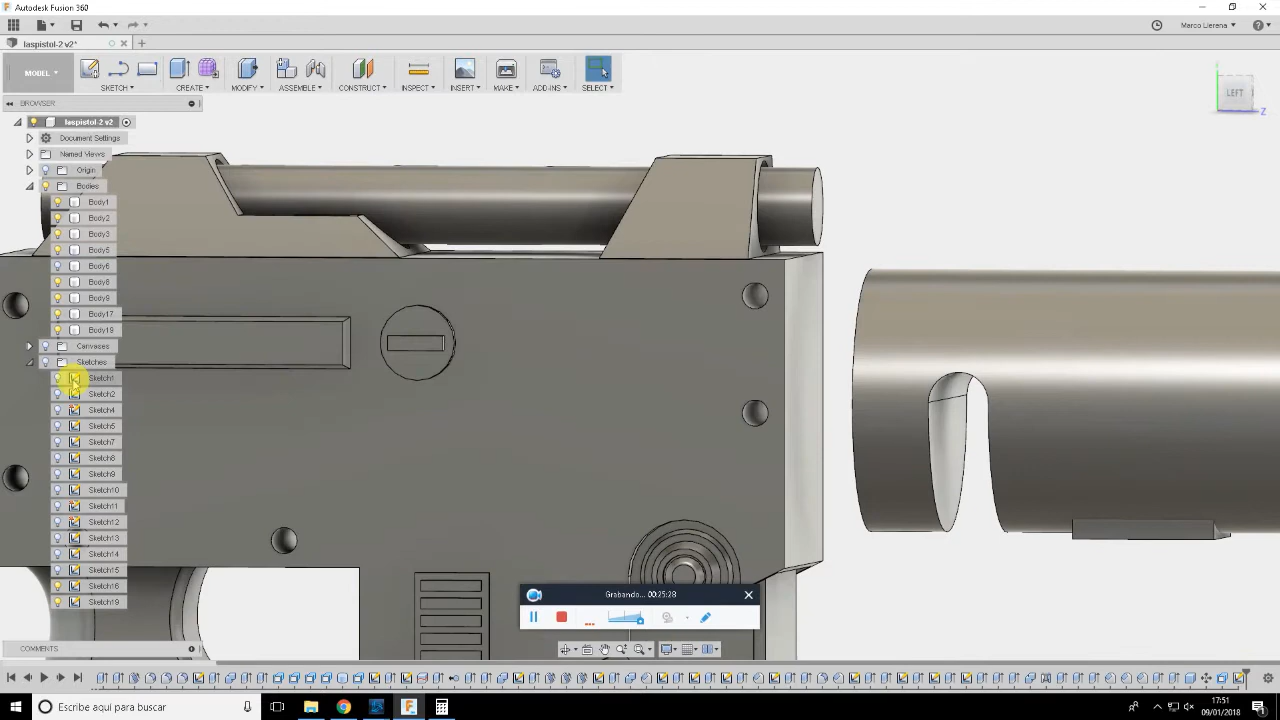 Autodesk Fusion 360
Marco Llerena
laspistol-2 v2*
MODEL
SKETCH
CREATE
MODIFY
ASSEMBLE
CONSTRUCT
INSPECT
INSERT
MAKE
ADD-INS
SELECT
LEFT
Z
BROWSER
laspistol-2 v2
Document Settings
Named Views
Origin
Bodies
Body1
Body2
Body3
Body5
Body6
Body8
Body9
Body17
Body19
Canvases
Sketches
Sketch1
Sketch2
Sketch4
Sketch5
Sketch7
Sketch8
Sketch9
Sketch10
Sketch11
Sketch12
Sketch13
Sketch14
Sketch15
Sketch16
Sketch19
Grabando... 00:25:28
COMMENTS
Escribe aquí para buscar
17:51
09/01/2018